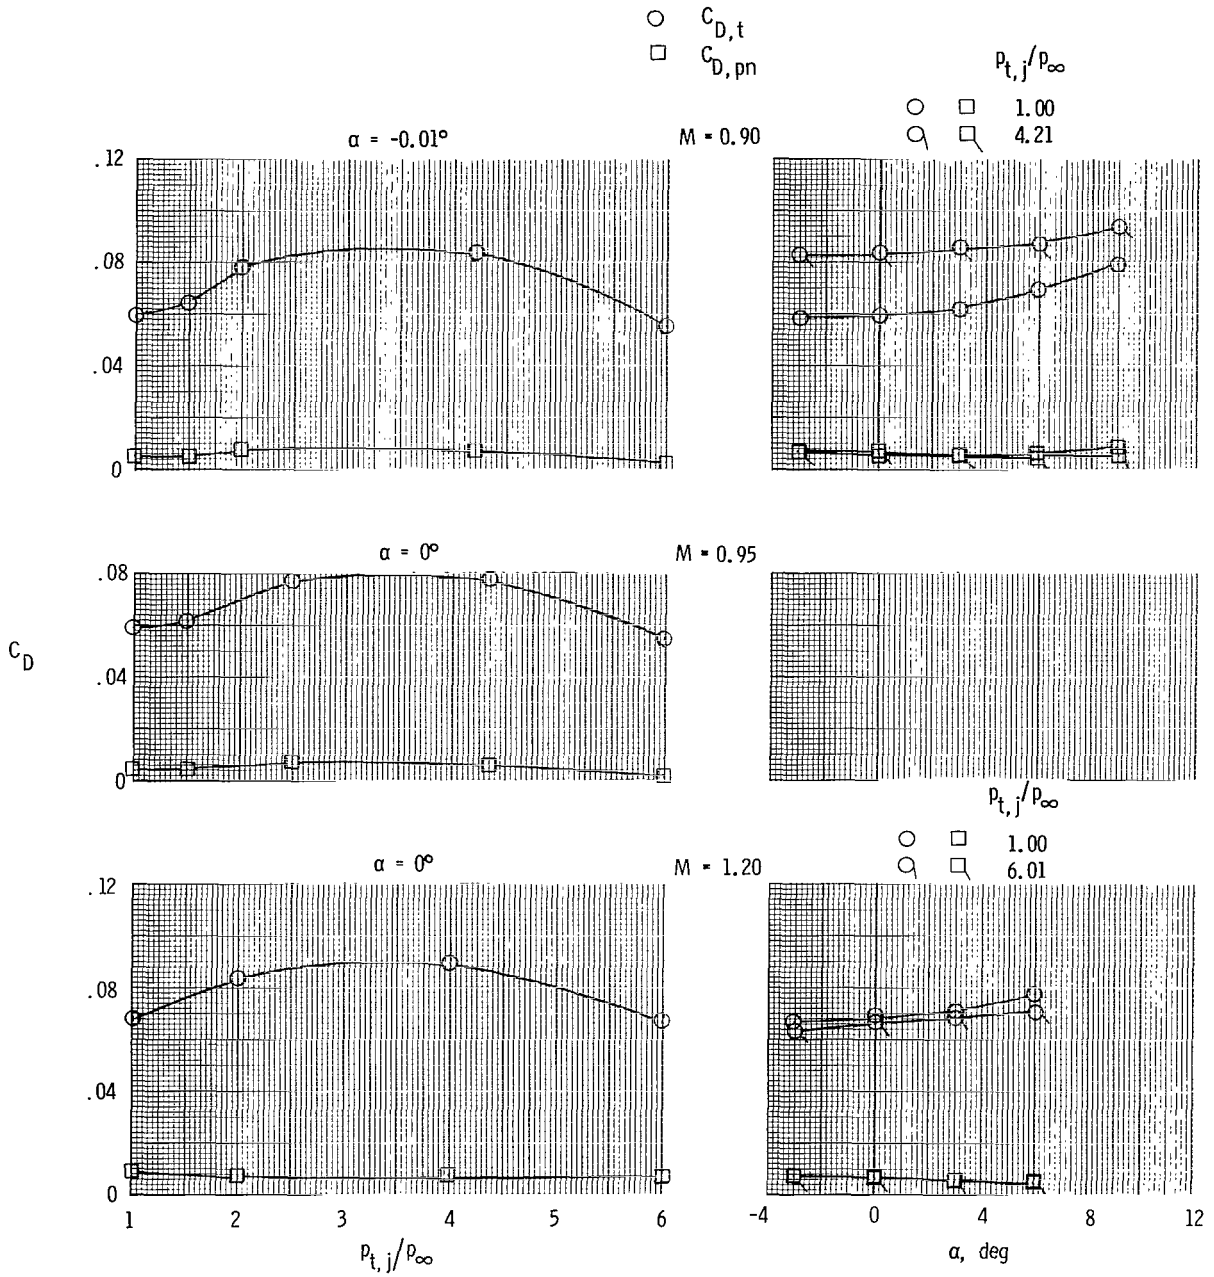 C_D,t
C_D,pn
p_t,j/p_∞
1.00
4.21
α = -0.01° M = 0.90
.12
.08
.04
0
α = 0° M = 0.95
.08
.04
0
C_D
p_t,j/p_∞
1.00
6.01
α = 0° M = 1.20
.12
.08
.04
0
1 2 3 4 5 6
p_t,j/p_∞
-4 0 4 8 12
α, deg